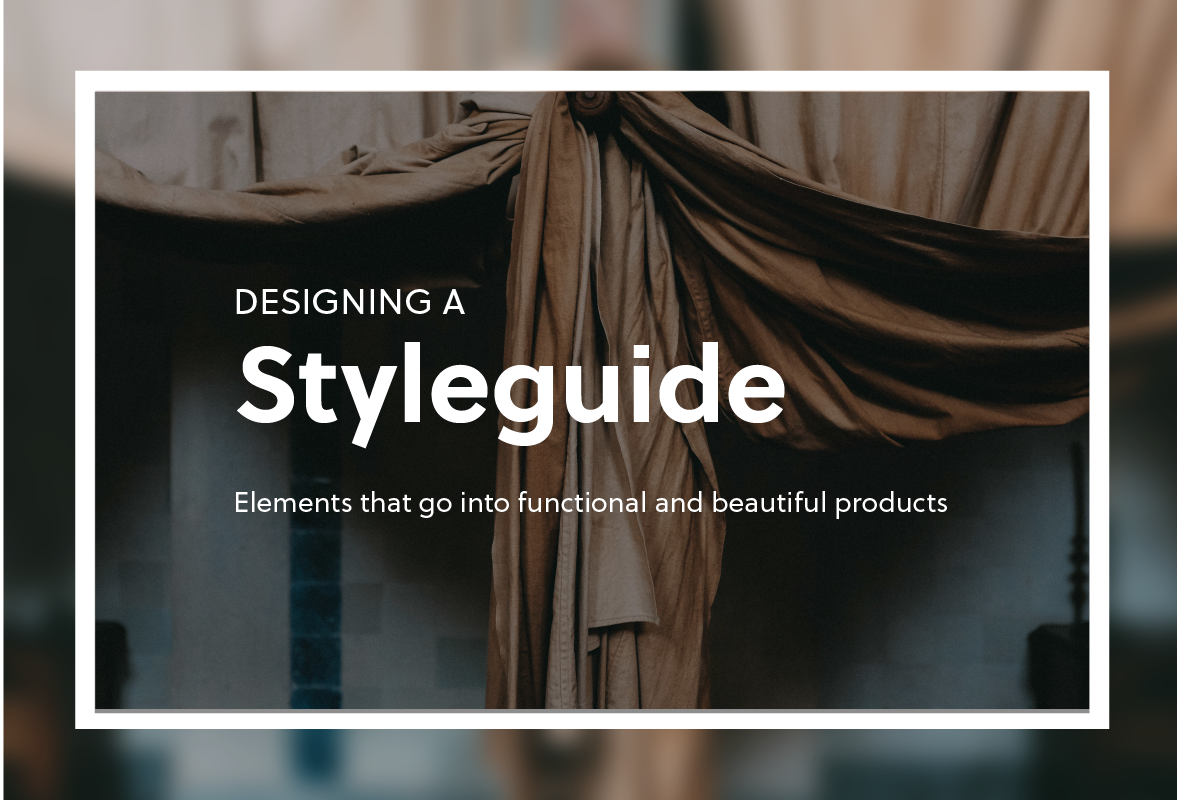 DESIGNING A
Styleguide
Elements that go into functional and beautiful products